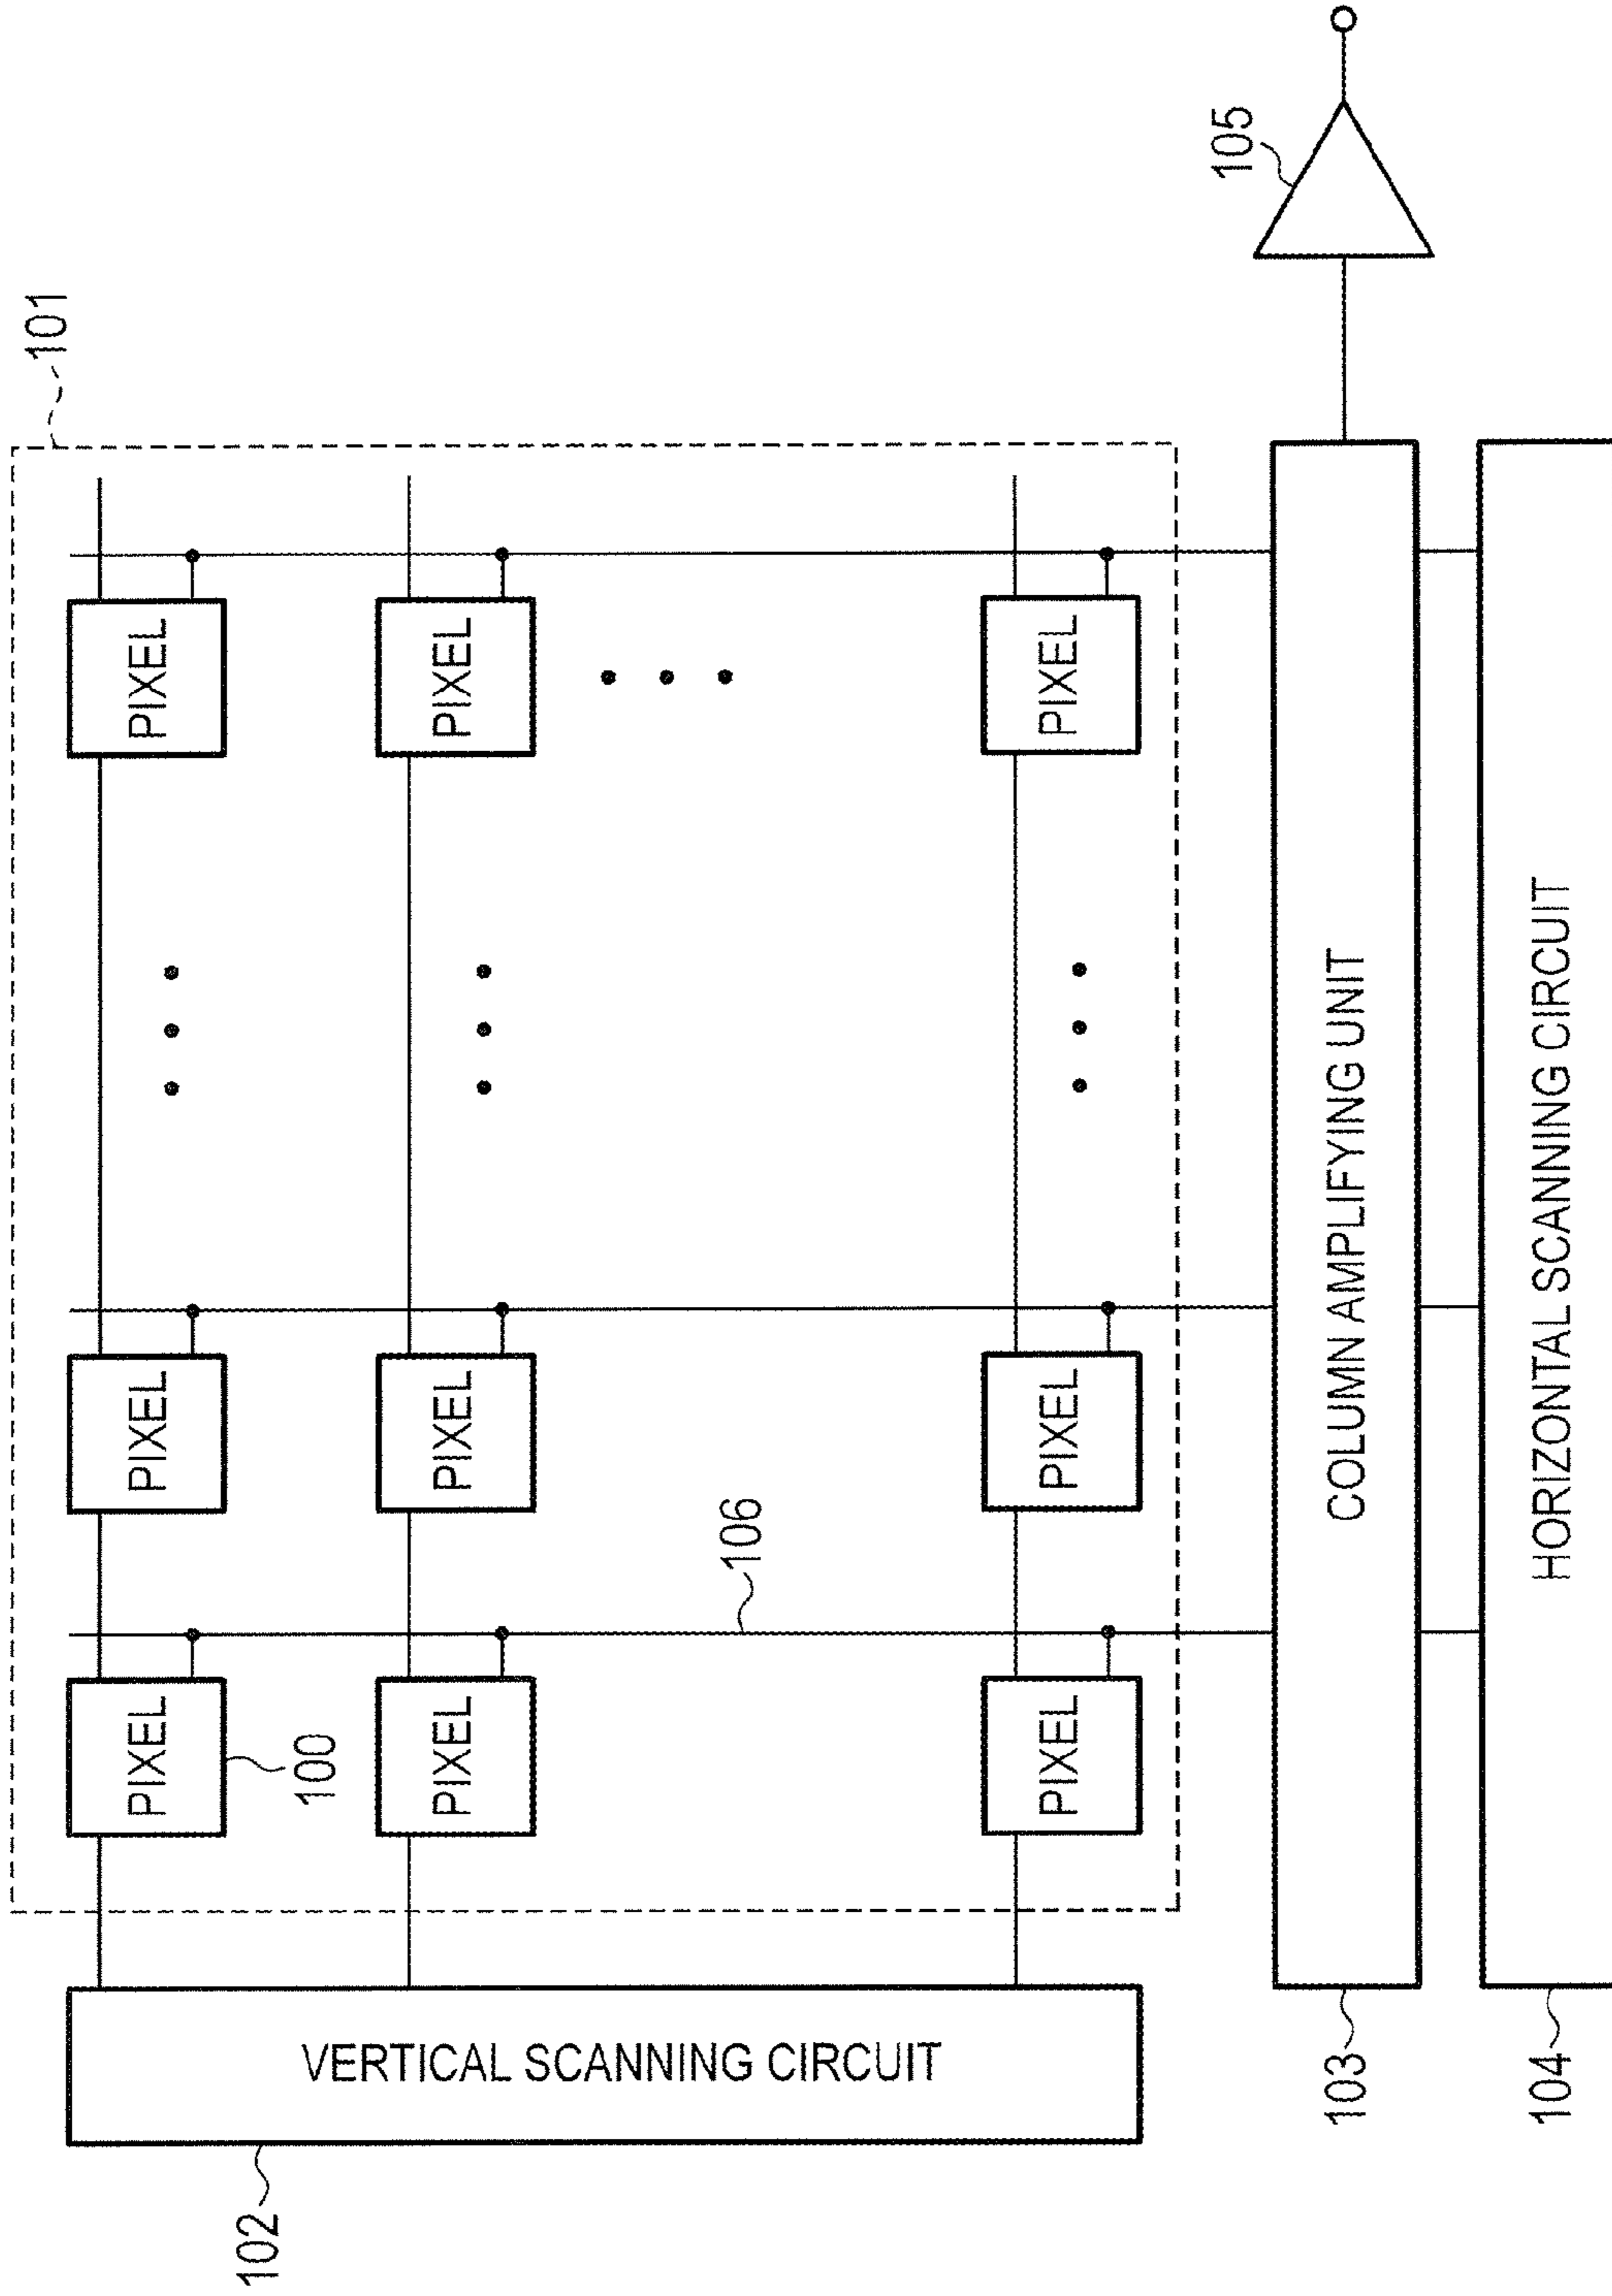 101
PIXEL PIXEL PIXEL
100
102
VERTICAL SCANNING CIRCUIT
PIXEL PIXEL PIXEL
106
PIXEL PIXEL PIXEL
105
103
COLUMN AMPLIFYING UNIT
104
HORIZONTAL SCANNING CIRCUIT